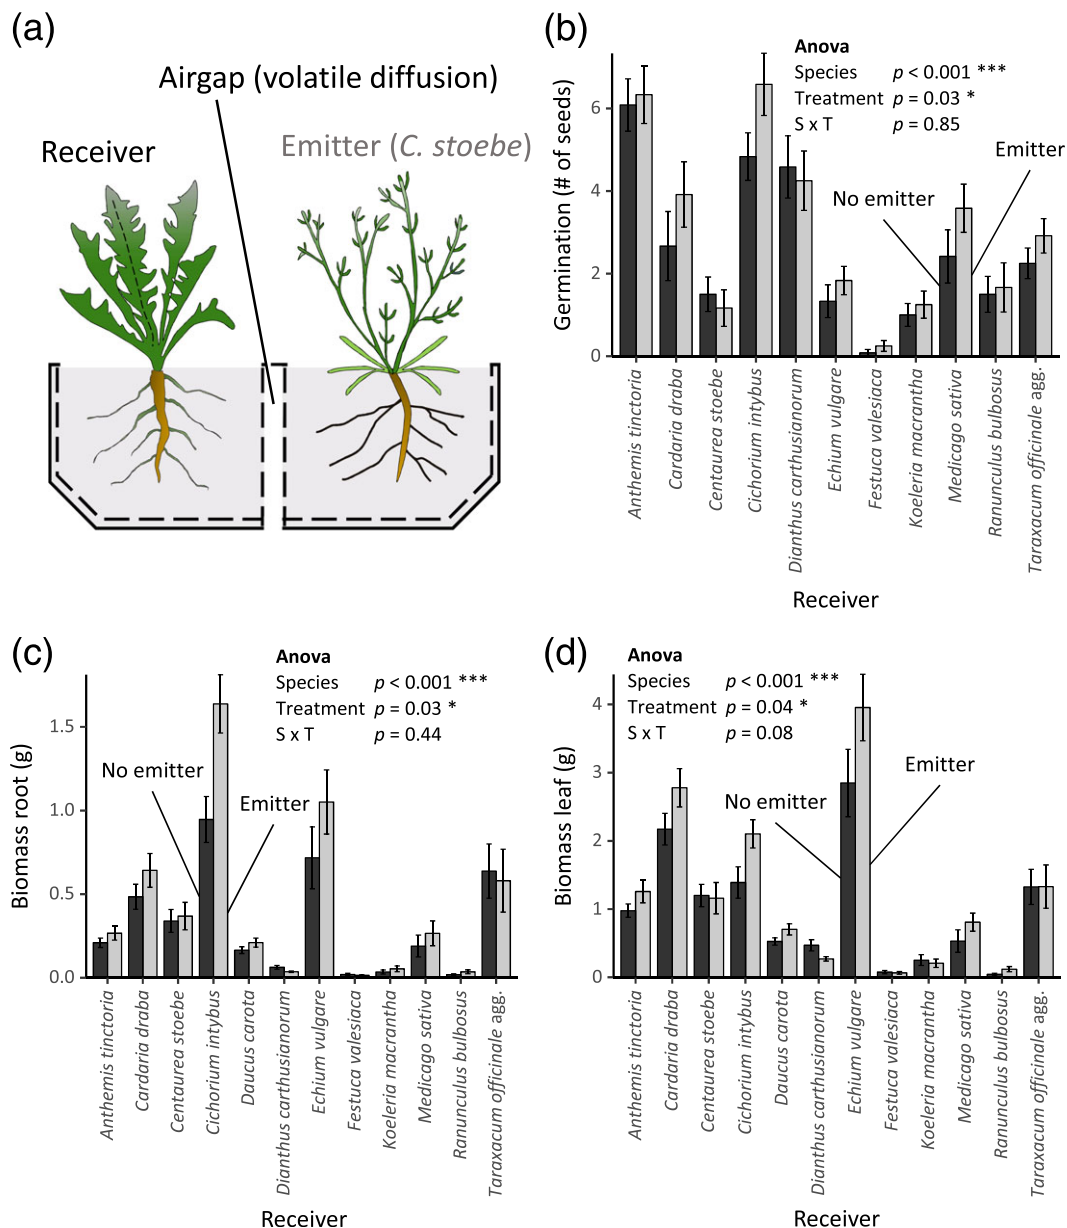 (a)
Airgap (volatile diffusion)
Receiver
Emitter (C. stoebe)
(b)
Anova
Species p < 0.001 ***
Treatment p = 0.03 *
S x T p = 0.85
Emitter
No emitter
Germination (# of seeds)
6
4
2
0
Anthemis tinctoria
Cardaria draba
Centaurea stoebe
Cichorium intybus
Dianthus carthusianorum
Echium vulgare
Festuca valesiaca
Koeleria macrantha
Medicago sativa
Ranunculus bulbosus
Taraxacum officinale agg.
Receiver
(c)
Anova
Species p < 0.001 ***
Treatment p = 0.03 *
S x T p = 0.44
No emitter
Emitter
Biomass root (g)
1.5
1.0
0.5
0.0
Anthemis tinctoria
Cardaria draba
Centaurea stoebe
Cichorium intybus
Daucus carota
Dianthus carthusianorum
Echium vulgare
Festuca valesiaca
Koeleria macrantha
Medicago sativa
Ranunculus bulbosus
Taraxacum officinale agg.
Receiver
(d)
Anova
Species p < 0.001 ***
Treatment p = 0.04 *
S x T p = 0.08
Emitter
No emitter
Biomass leaf (g)
4
3
2
1
0
Anthemis tinctoria
Cardaria draba
Centaurea stoebe
Cichorium intybus
Daucus carota
Dianthus carthusianorum
Echium vulgare
Festuca valesiaca
Koeleria macrantha
Medicago sativa
Ranunculus bulbosus
Taraxacum officinale agg.
Receiver